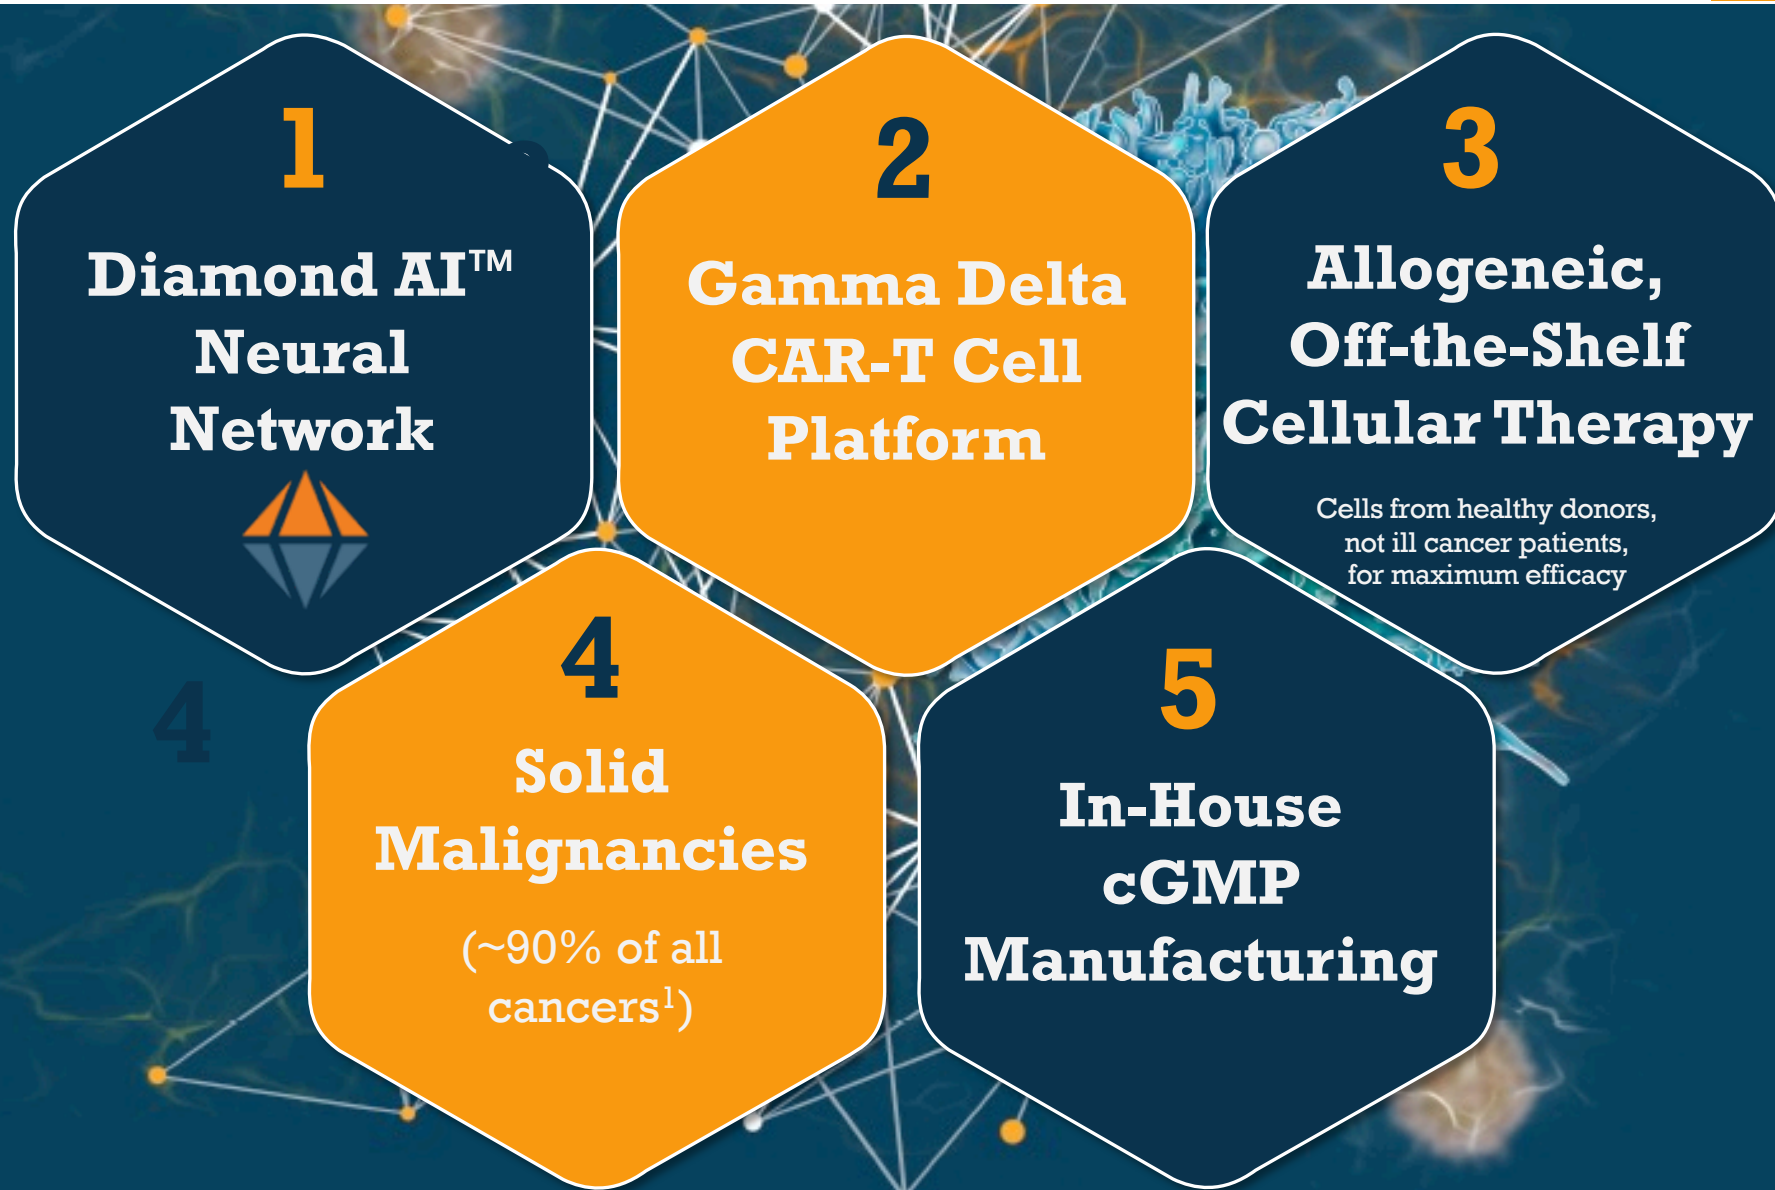 1
Diamond AI™
Neural
Network
2
Gamma Delta
CAR-T Cell
Platform
3
Allogeneic,
Off-the-Shelf
Cellular Therapy
Cells from healthy donors,
not ill cancer patients,
for maximum efficacy
4
4
Solid
Malignancies
(~90% of all
cancers¹)
5
In-House
cGMP
Manufacturing